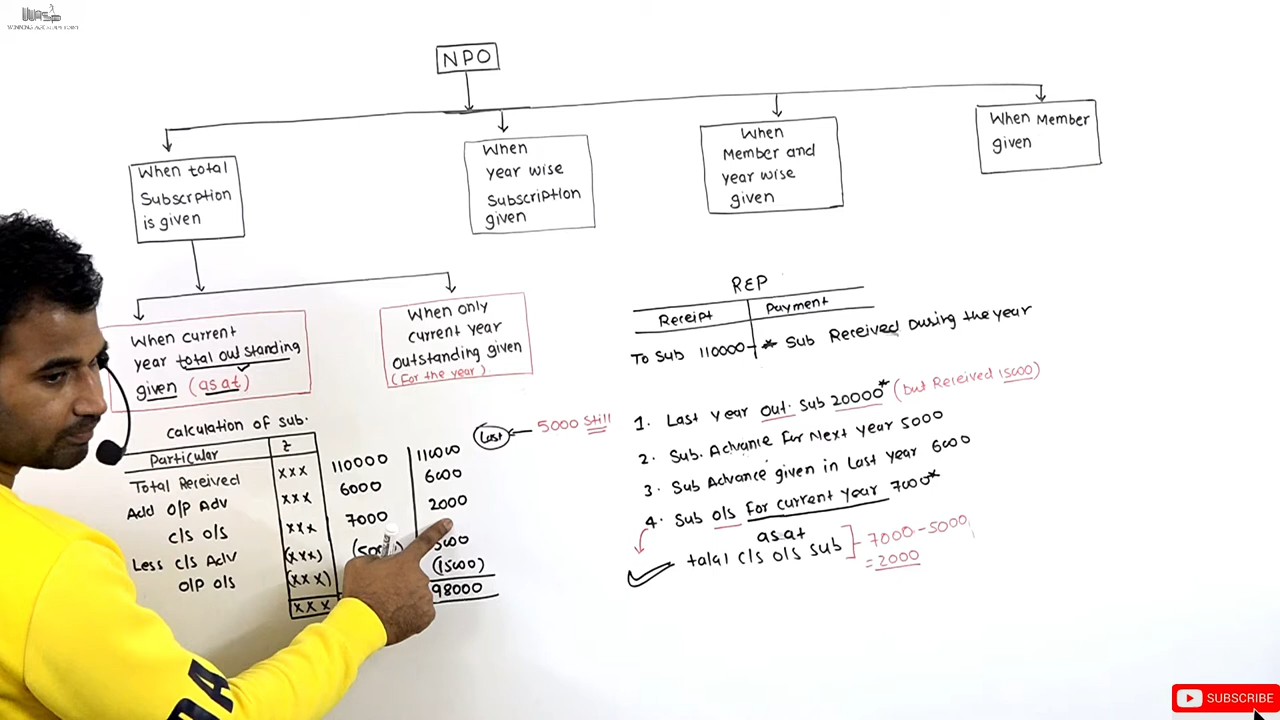 WASP
NPO
When total
Subscrption
is given
When
Year wise
Subscription
given
When
Member and
year wise
given
When Member
given
When current
year total outstanding
given (as at)
When only
current year
outstanding given
(For the year)
REP
Receipt Payment
To Sub 110000 * Sub Received During the year
Calculation of sub.
Particular ₹
Total Received xxx 110000 110000
Add O/P Adv xxx 6000 6000
C/s O/s xxx 7000 2000
Less C/s Adv (xxx)
O/P O/s (xxx) (15000)
xxx 98000
Last ← 5000 Still
1. Last year out. Sub 20000* (but Received 15000)
2. Sub. Advance For Next year 5000
3. Sub Advance given in Last year 6000
4. Sub O/s For current year 7000*
as at
total C/s O/s Sub
7000-5000
=2000
SUBSCRIBE